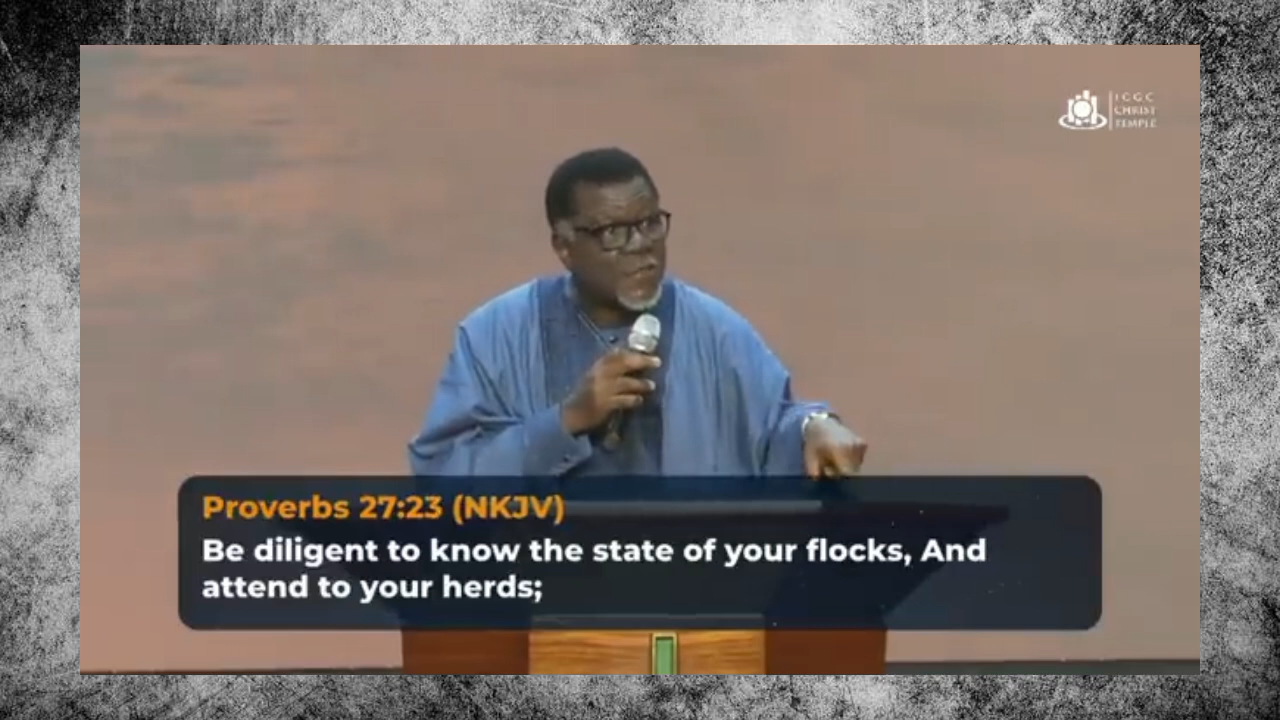 I C G C
CHRIST
TEMPLE
Proverbs 27:23 (NKJV)
Be diligent to know the state of your flocks, And
attend to your herds;